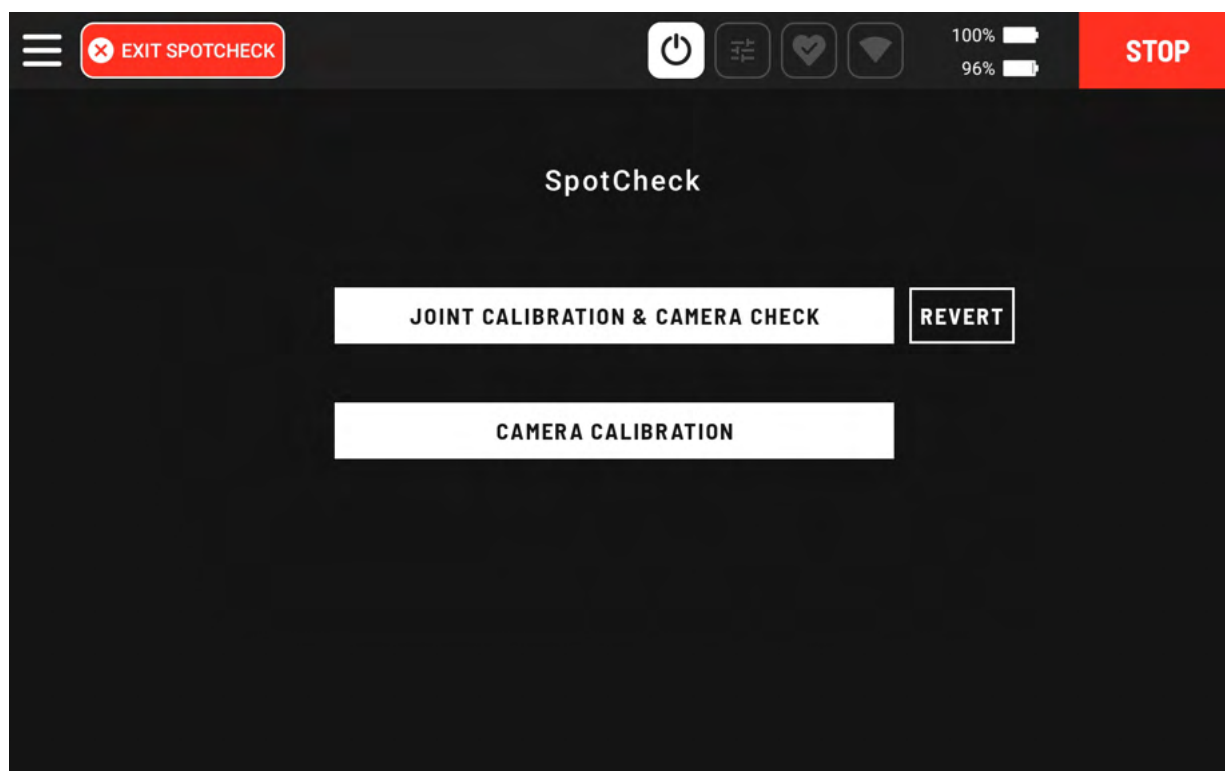 EXIT SPOTCHECK
100%
96%
STOP
SpotCheck
JOINT CALIBRATION & CAMERA CHECK
REVERT
CAMERA CALIBRATION